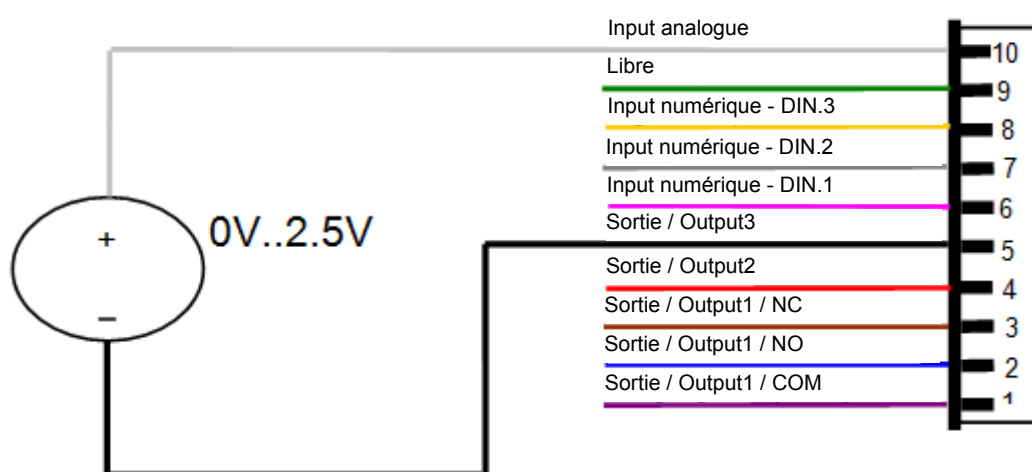 Input analogue
10
Libre
9
Input numérique - DIN.3
8
Input numérique - DIN.2
7
Input numérique - DIN.1
6
+
0V..2.5V
Sortie / Output3
5
Sortie / Output2
4
–
Sortie / Output1 / NC
3
Sortie / Output1 / NO
2
Sortie / Output1 / COM
1